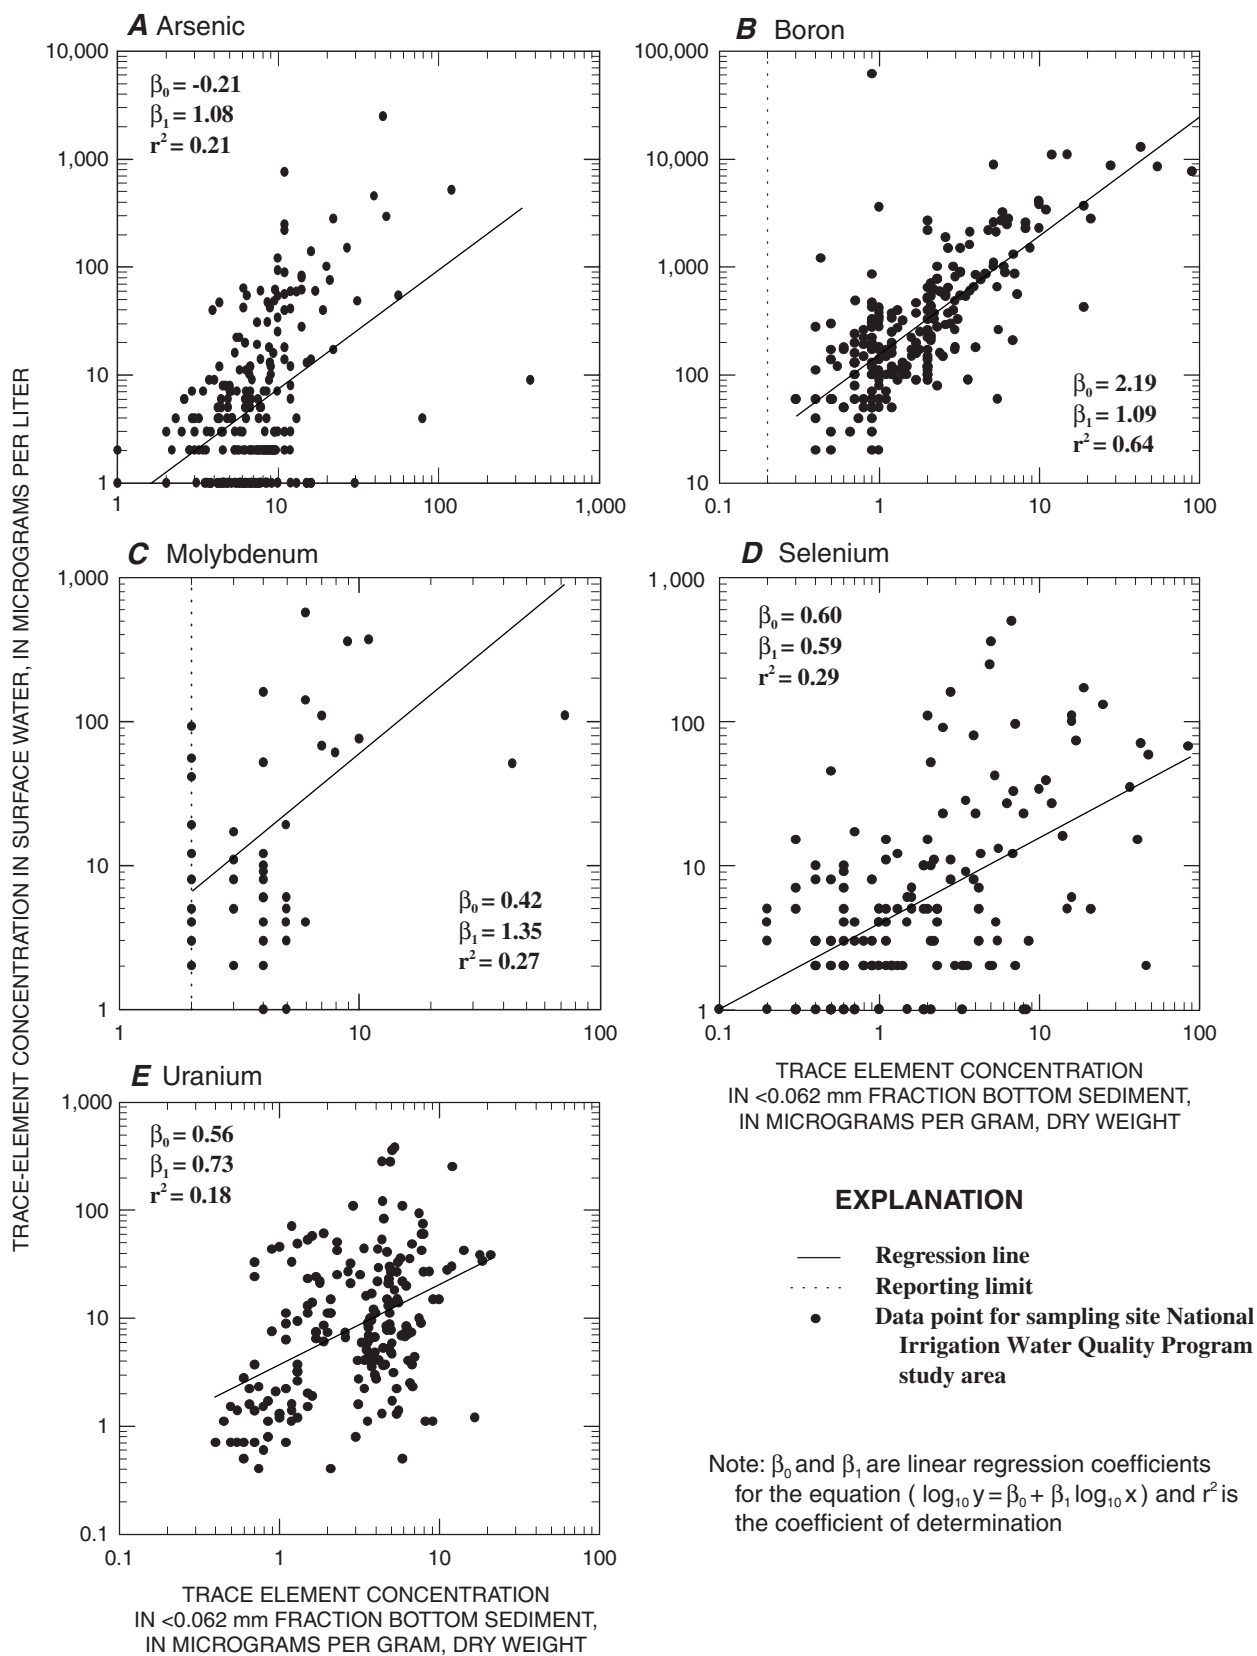 TRACE-ELEMENT CONCENTRATION IN SURFACE WATER, IN MICROGRAMS PER LITER
A Arsenic
10,000
1,000
100
10
1
1
10
100
1,000
β₀ = -0.21
β₁ = 1.08
r² = 0.21
B Boron
100,000
10,000
1,000
100
10
0.1
1
10
100
β₀ = 2.19
β₁ = 1.09
r² = 0.64
C Molybdenum
1,000
100
10
1
1
10
100
β₀ = 0.42
β₁ = 1.35
r² = 0.27
D Selenium
1,000
100
10
1
0.1
1
10
100
β₀ = 0.60
β₁ = 0.59
r² = 0.29
TRACE ELEMENT CONCENTRATION
IN <0.062 mm FRACTION BOTTOM SEDIMENT,
IN MICROGRAMS PER GRAM, DRY WEIGHT
E Uranium
1,000
100
10
1
0.1
0.1
1
10
100
β₀ = 0.56
β₁ = 0.73
r² = 0.18
TRACE ELEMENT CONCENTRATION
IN <0.062 mm FRACTION BOTTOM SEDIMENT,
IN MICROGRAMS PER GRAM, DRY WEIGHT
EXPLANATION
Regression line
Reporting limit
Data point for sampling site National
Irrigation Water Quality Program
study area
Note: β₀ and β₁ are linear regression coefficients
for the equation ( log₁₀ y = β₀ + β₁ log₁₀ x ) and r² is
the coefficient of determination